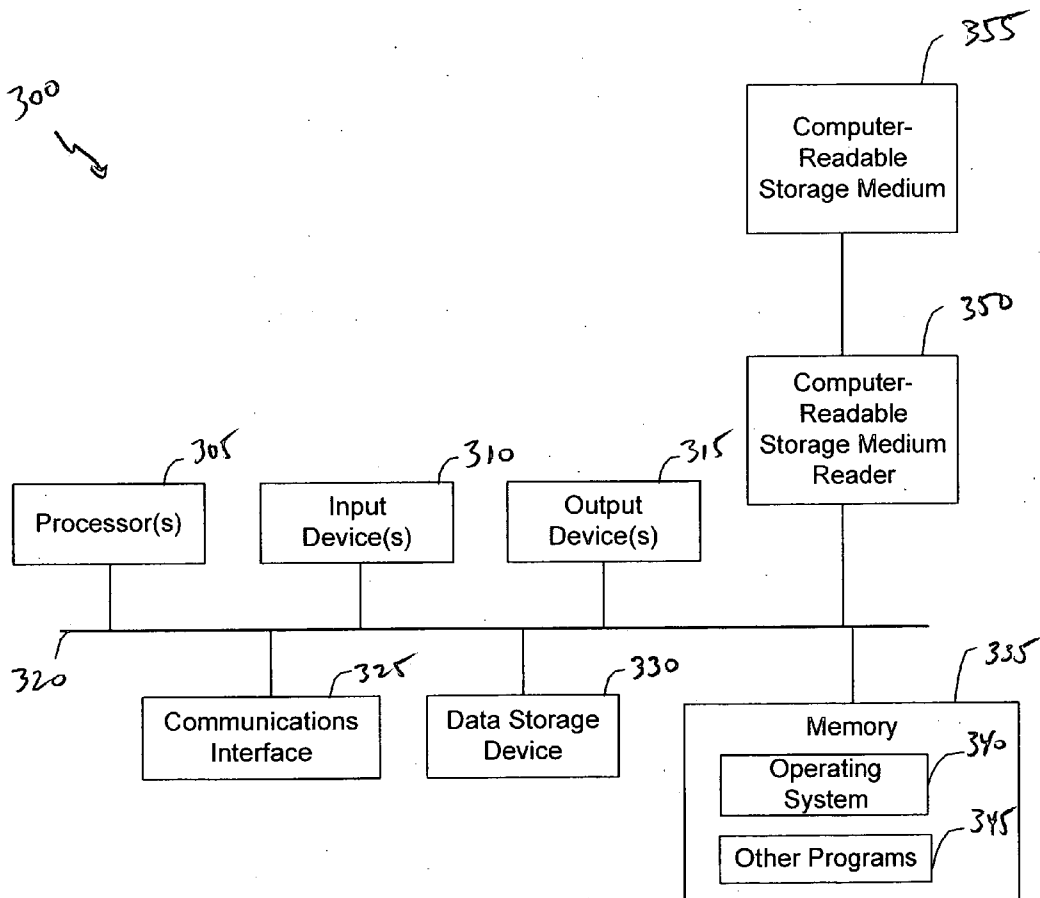 355
300
Computer-
Readable
Storage Medium
350
Computer-
Readable
Storage Medium
Reader
305
310
315
Processor(s)
Input
Device(s)
Output
Device(s)
320
325
330
335
Communications
Interface
Data Storage
Device
Memory
340
Operating
System
345
Other Programs